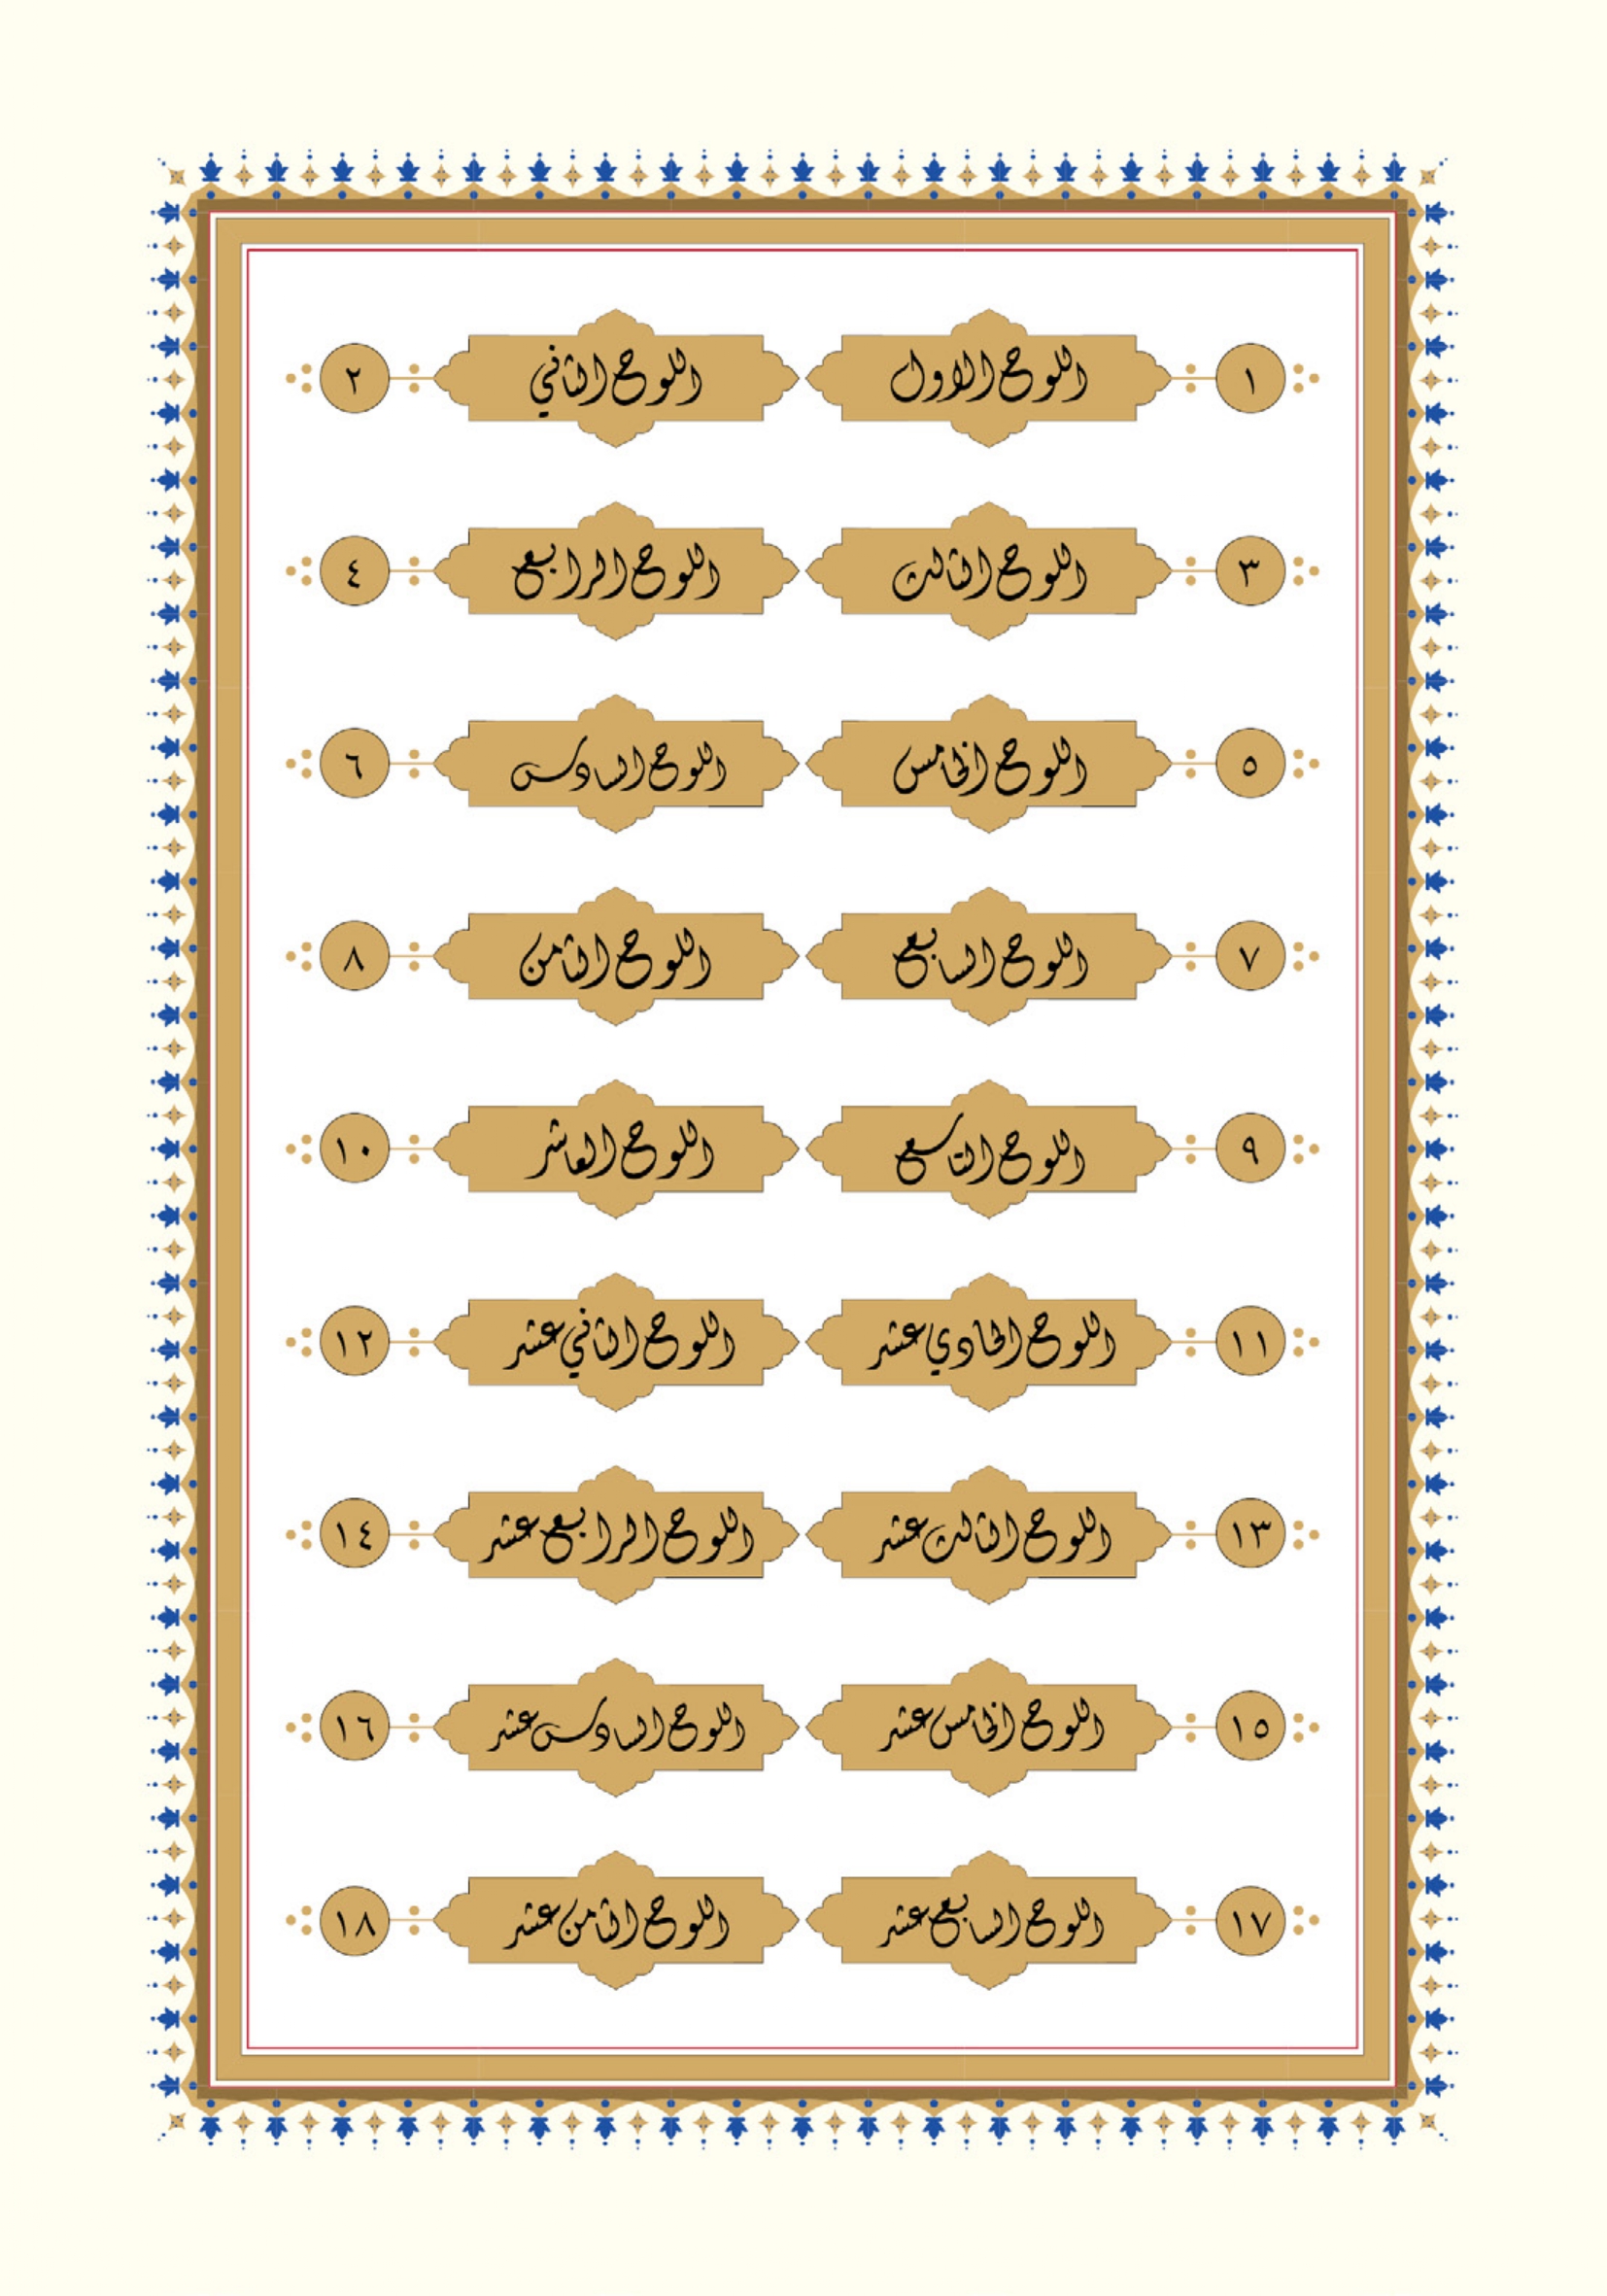 ١ اللوح الاول اللوح الثاني ٢
٣ اللوح الثالث اللوح الرابع ٤
٥ اللوح الخامس اللوح السادس ٦
٧ اللوح السابع اللوح الثامن ٨
٩ اللوح التاسع اللوح العاشر ١٠
١١ اللوح الحادي عشر اللوح الثاني عشر ١٢
١٣ اللوح الثالث عشر اللوح الرابع عشر ١٤
١٥ اللوح الخامس عشر اللوح السادس عشر ١٦
١٧ اللوح السابع عشر اللوح الثامن عشر ١٨